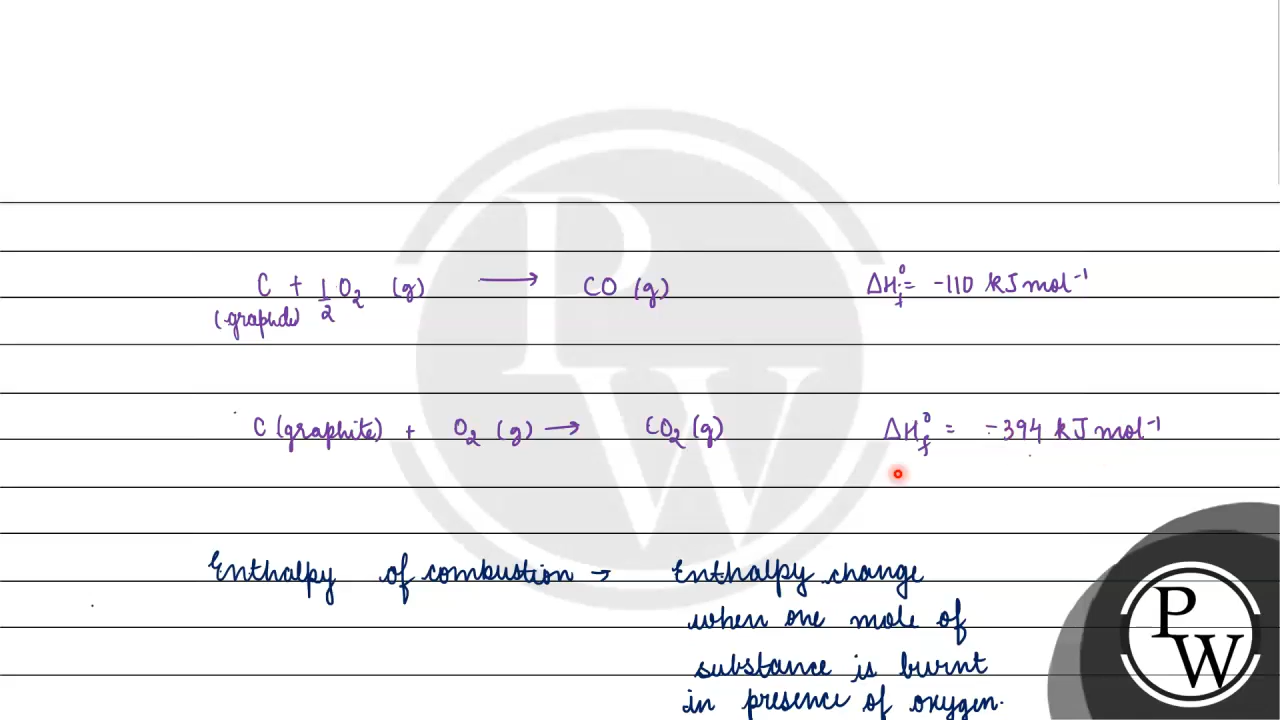 C + 1/2 O₂ (g) ⟶ CO (g) ΔH°f = -110 kJ mol⁻¹
(graphite)
C (graphite) + O₂ (g) ⟶ CO₂ (g) ΔH°f = -394 kJ mol⁻¹
Enthalpy of combustion → Enthalpy change
when one mole of
substance is burnt
in presence of oxygen.
P
W
P
W